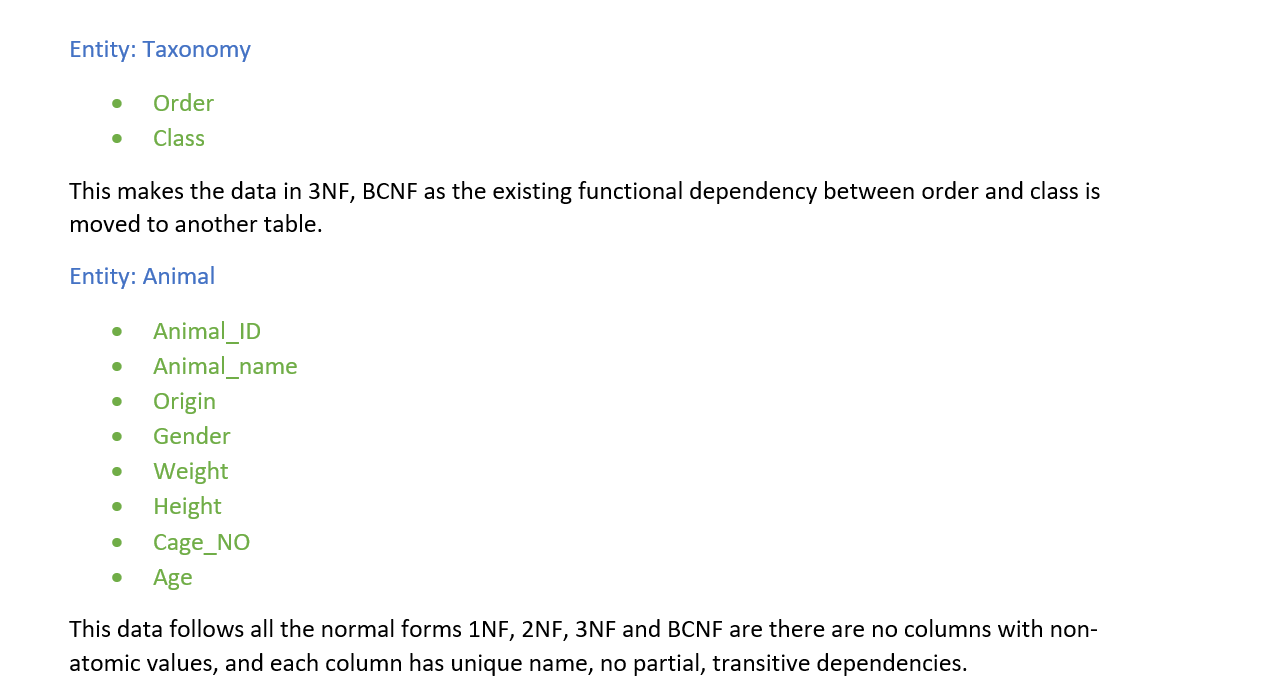 Entity: Taxonomy
• Order
• Class
This makes the data in 3NF, BCNF as the existing functional dependency between order and class is
moved to another table.
Entity: Animal
• Animal_ID
• Animal_name
• Origin
• Gender
• Weight
• Height
• Cage_NO
• Age
This data follows all the normal forms 1NF, 2NF, 3NF and BCNF are there are no columns with non-
atomic values, and each column has unique name, no partial, transitive dependencies.